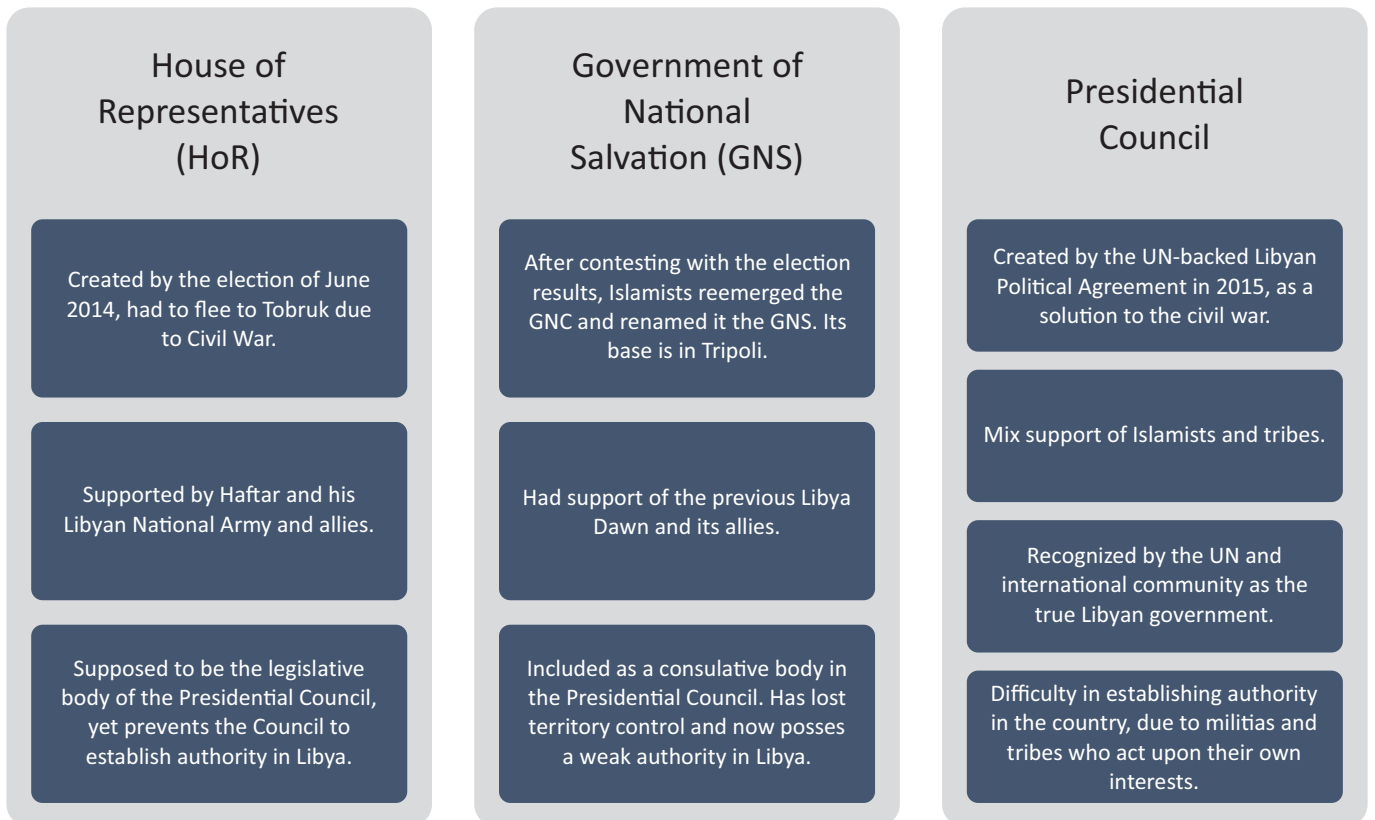 House of
Representatives
(HoR)
Created by the election of June
2014, had to flee to Tobruk due
to Civil War.
Supported by Haftar and his
Libyan National Army and allies.
Supposed to be the legislative
body of the Presidential Council,
yet prevents the Council to
establish authority in Libya.
Government of
National
Salvation (GNS)
After contesting with the election
results, Islamists reemerged the
GNC and renamed it the GNS. Its
base is in Tripoli.
Had support of the previous Libya
Dawn and its allies.
Included as a consulative body in
the Presidential Council. Has lost
territory control and now posses
a weak authority in Libya.
Presidential
Council
Created by the UN-backed Libyan
Political Agreement in 2015, as a
solution to the civil war.
Mix support of Islamists and tribes.
Recognized by the UN and
international community as the
true Libyan government.
Difficulty in establishing authority
in the country, due to militias and
tribes who act upon their own
interests.